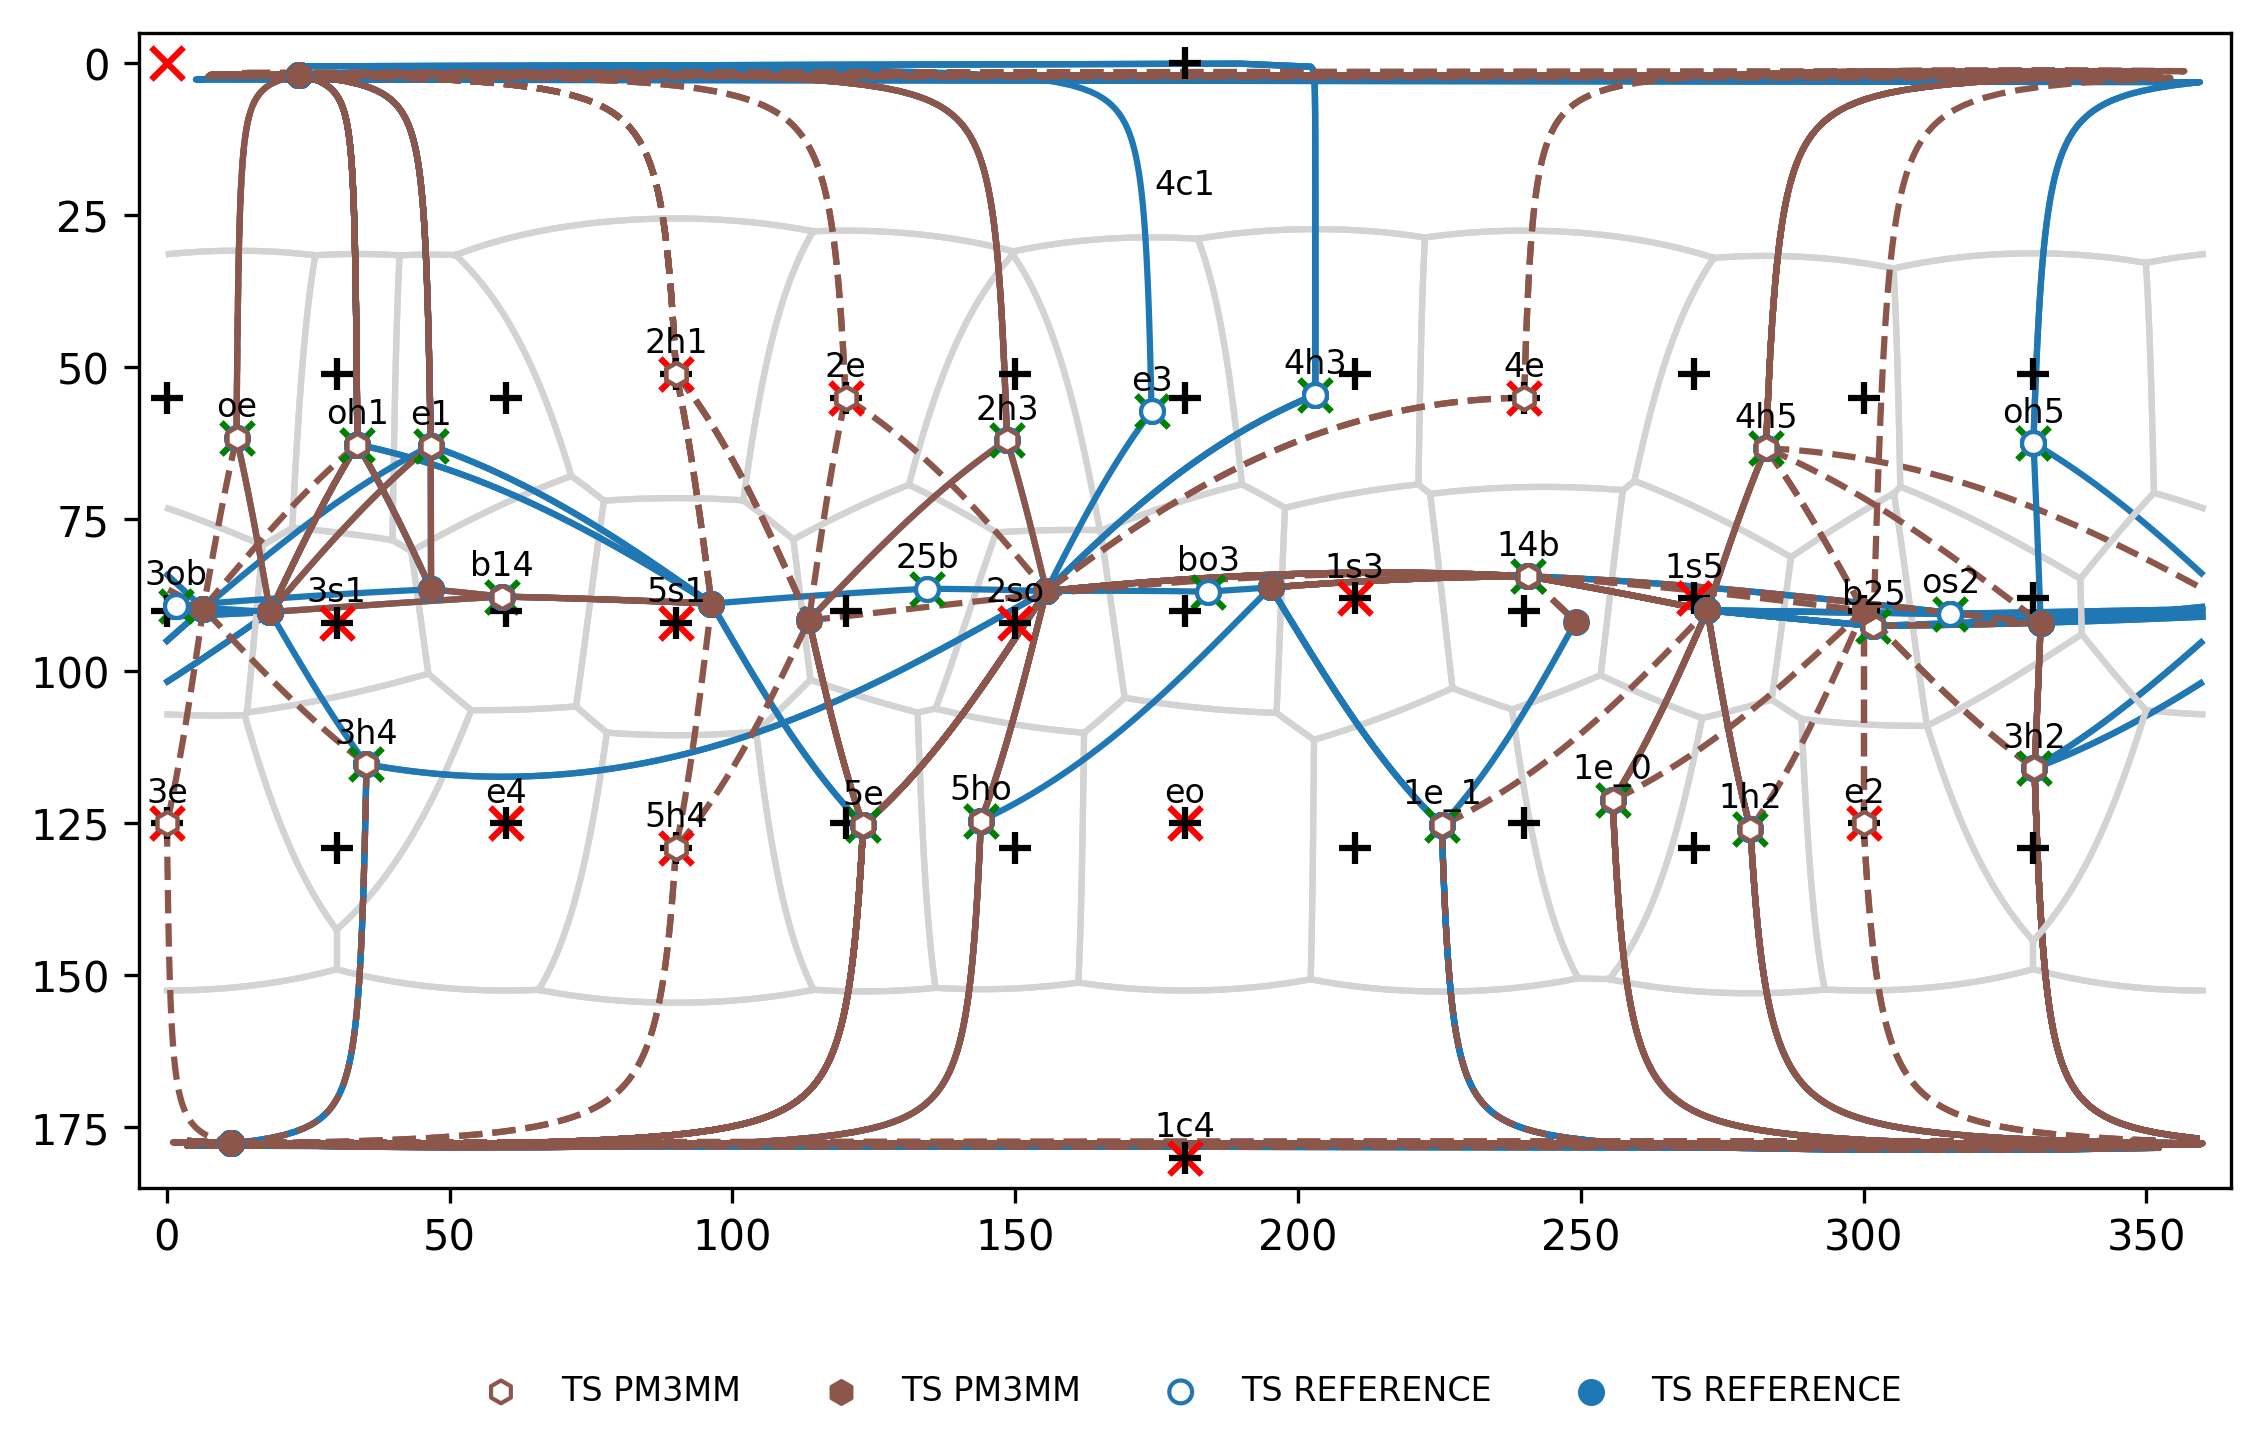 0
4c1
25
2h1
2e
e3
4h3
4e
50
oe
oh1
e1
2h3
4h5
oh5
75
3ob
3s1
b14
5s1
25b
2so
bo3
1s3
14b
1s5
b25
os2
100
3h4
3h2
3e
e4
5h4
5e
5ho
eo
1e_1
1e_0
1h2
e2
125
150
1c4
175
0 50 100 150 200 250 300 350
TS PM3MM TS PM3MM TS REFERENCE TS REFERENCE